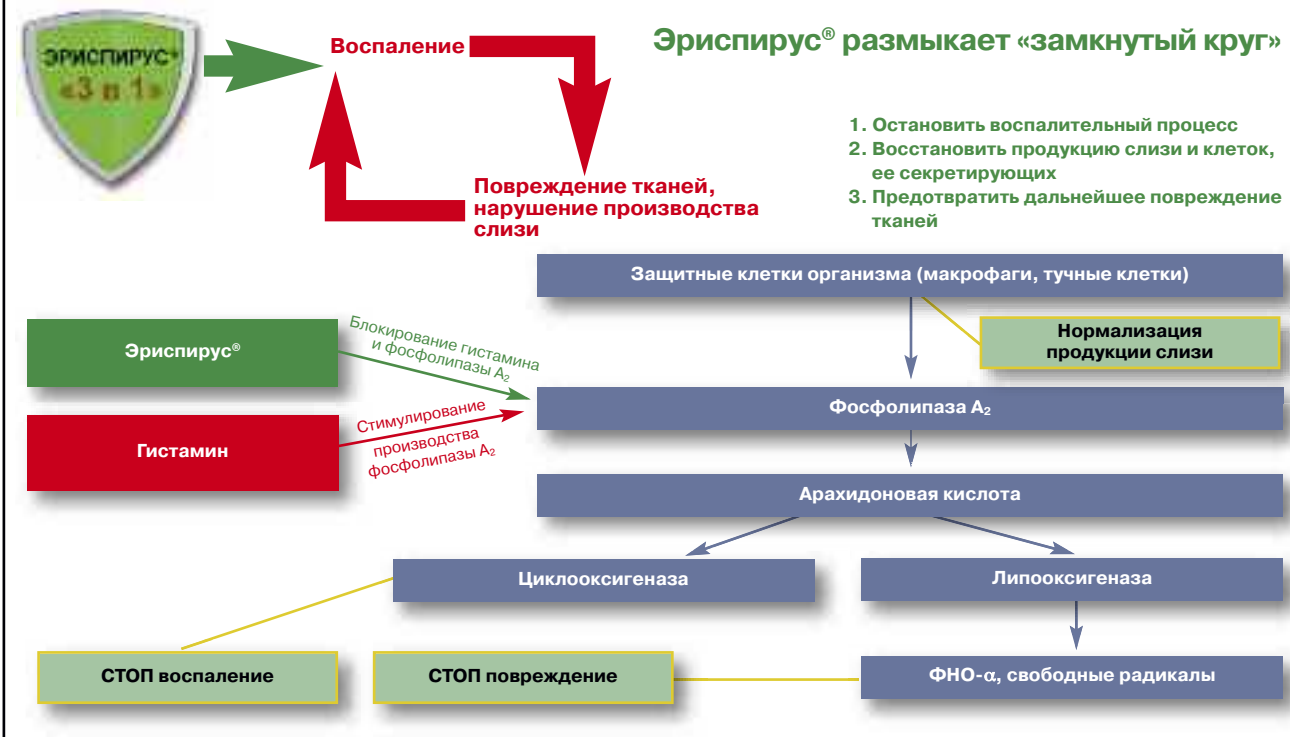 ЭРИСПИРУС®
«3 в 1»
Воспаление
Повреждение тканей,
нарушение производства
слизи
Эриспирус® размыкает «замкнутый круг»
1. Остановить воспалительный процесс
2. Восстановить продукцию слизи и клеток,
ее секретирующих
3. Предотвратить дальнейшее повреждение
тканей
Защитные клетки организма (макрофаги, тучные клетки)
Нормализация
продукции слизи
Эриспирус®
Блокирование гистамина
и фосфолипазы А₂
Фосфолипаза А₂
Гистамин
Стимулирование
производства
фосфолипазы А₂
Арахидоновая кислота
Циклооксигеназа
Липооксигеназа
СТОП воспаление
СТОП повреждение
ФНО-α, свободные радикалы